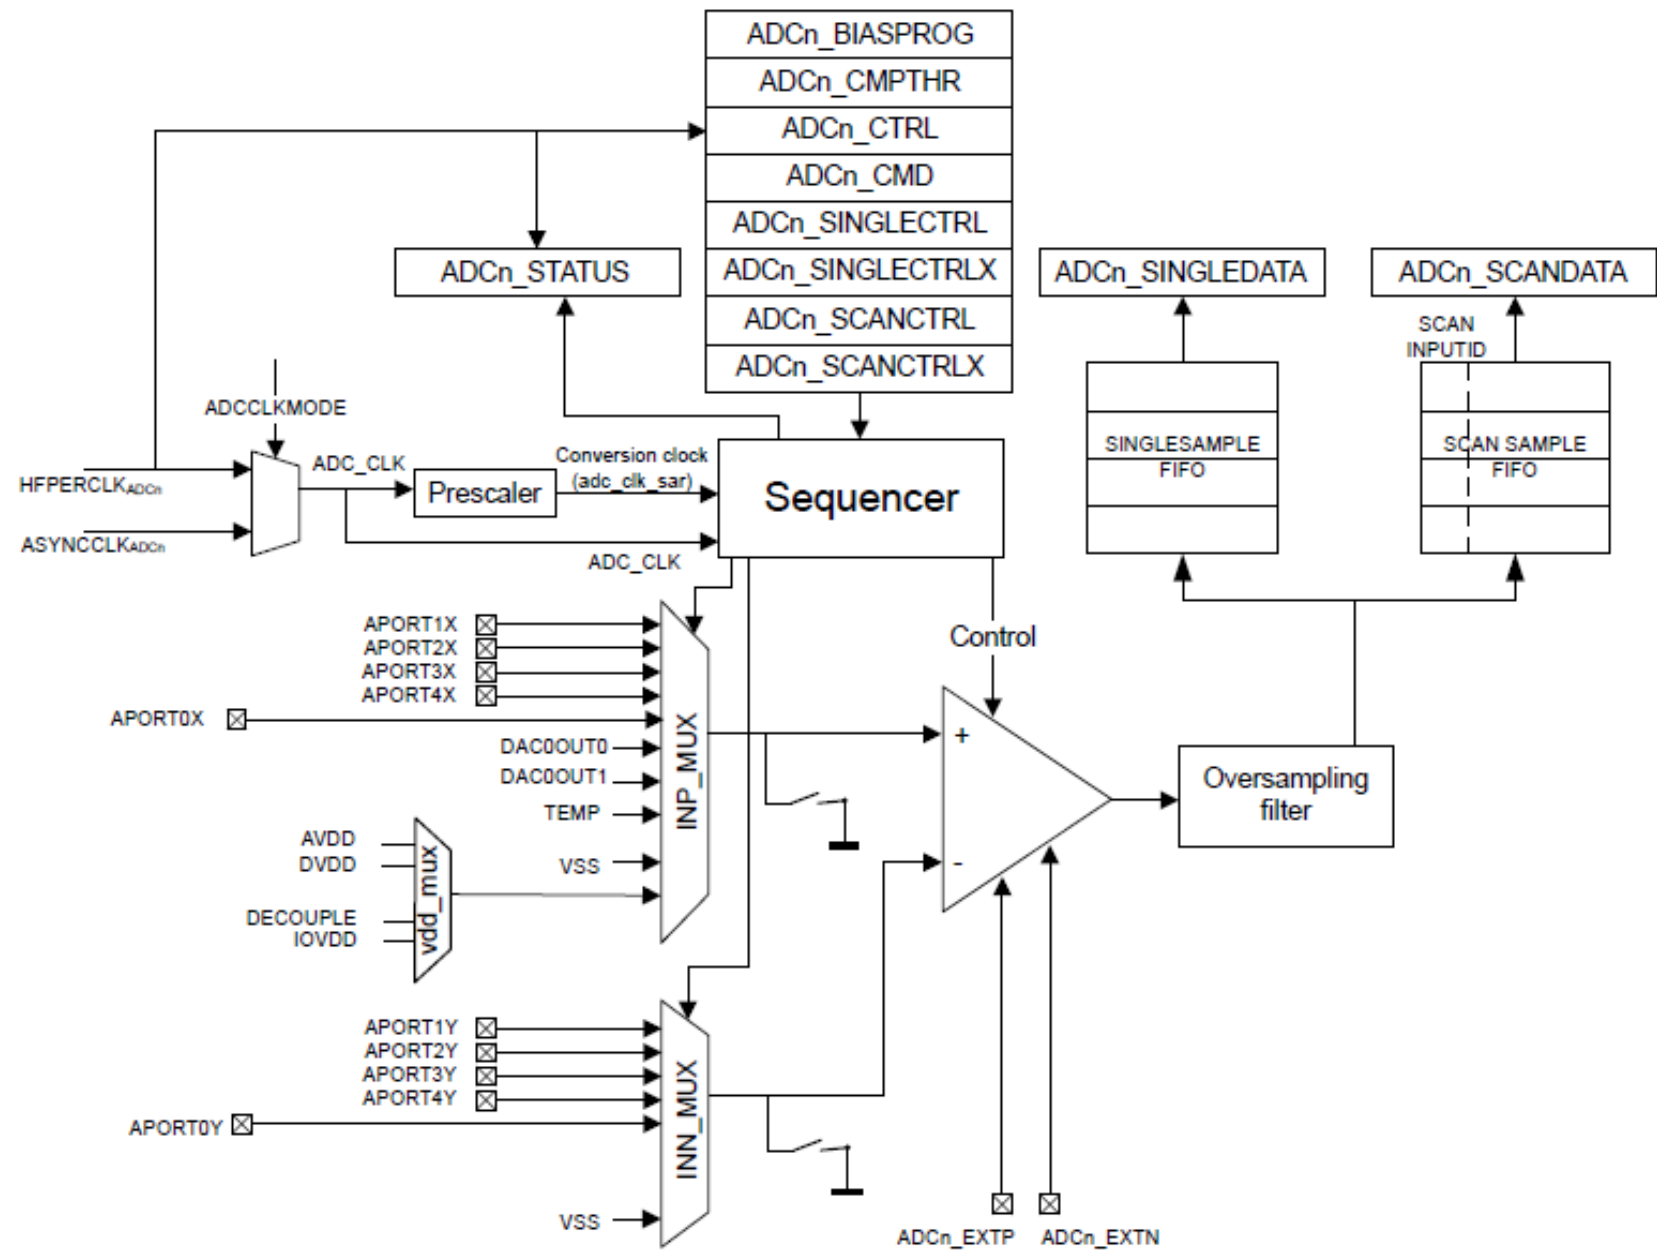 ADCn_BIASPROG
ADCn_CMPTHR
ADCn_CTRL
ADCn_CMD
ADCn_SINGLECTRL
ADCn_SINGLECTRLX
ADCn_SCANCTRL
ADCn_SCANCTRLX
ADCn_STATUS
ADCn_SINGLEDATA
ADCn_SCANDATA
SCAN
INPUTID
SINGLESAMPLE
FIFO
SCAN SAMPLE
FIFO
ADCCLKMODE
HFPERCLKADCn
ASYNCCLKADCn
ADC_CLK
Prescaler
Conversion clock
(adc_clk_sar)
ADC_CLK
Sequencer
Control
APORT1X
APORT2X
APORT3X
APORT4X
APORT0X
DAC0OUT0
DAC0OUT1
TEMP
VSS
INP_MUX
AVDD
DVDD
DECOUPLE
IOVDD
vdd_mux
+
-
Oversampling
filter
APORT1Y
APORT2Y
APORT3Y
APORT4Y
APORT0Y
VSS
INN_MUX
ADCn_EXTP
ADCn_EXTN